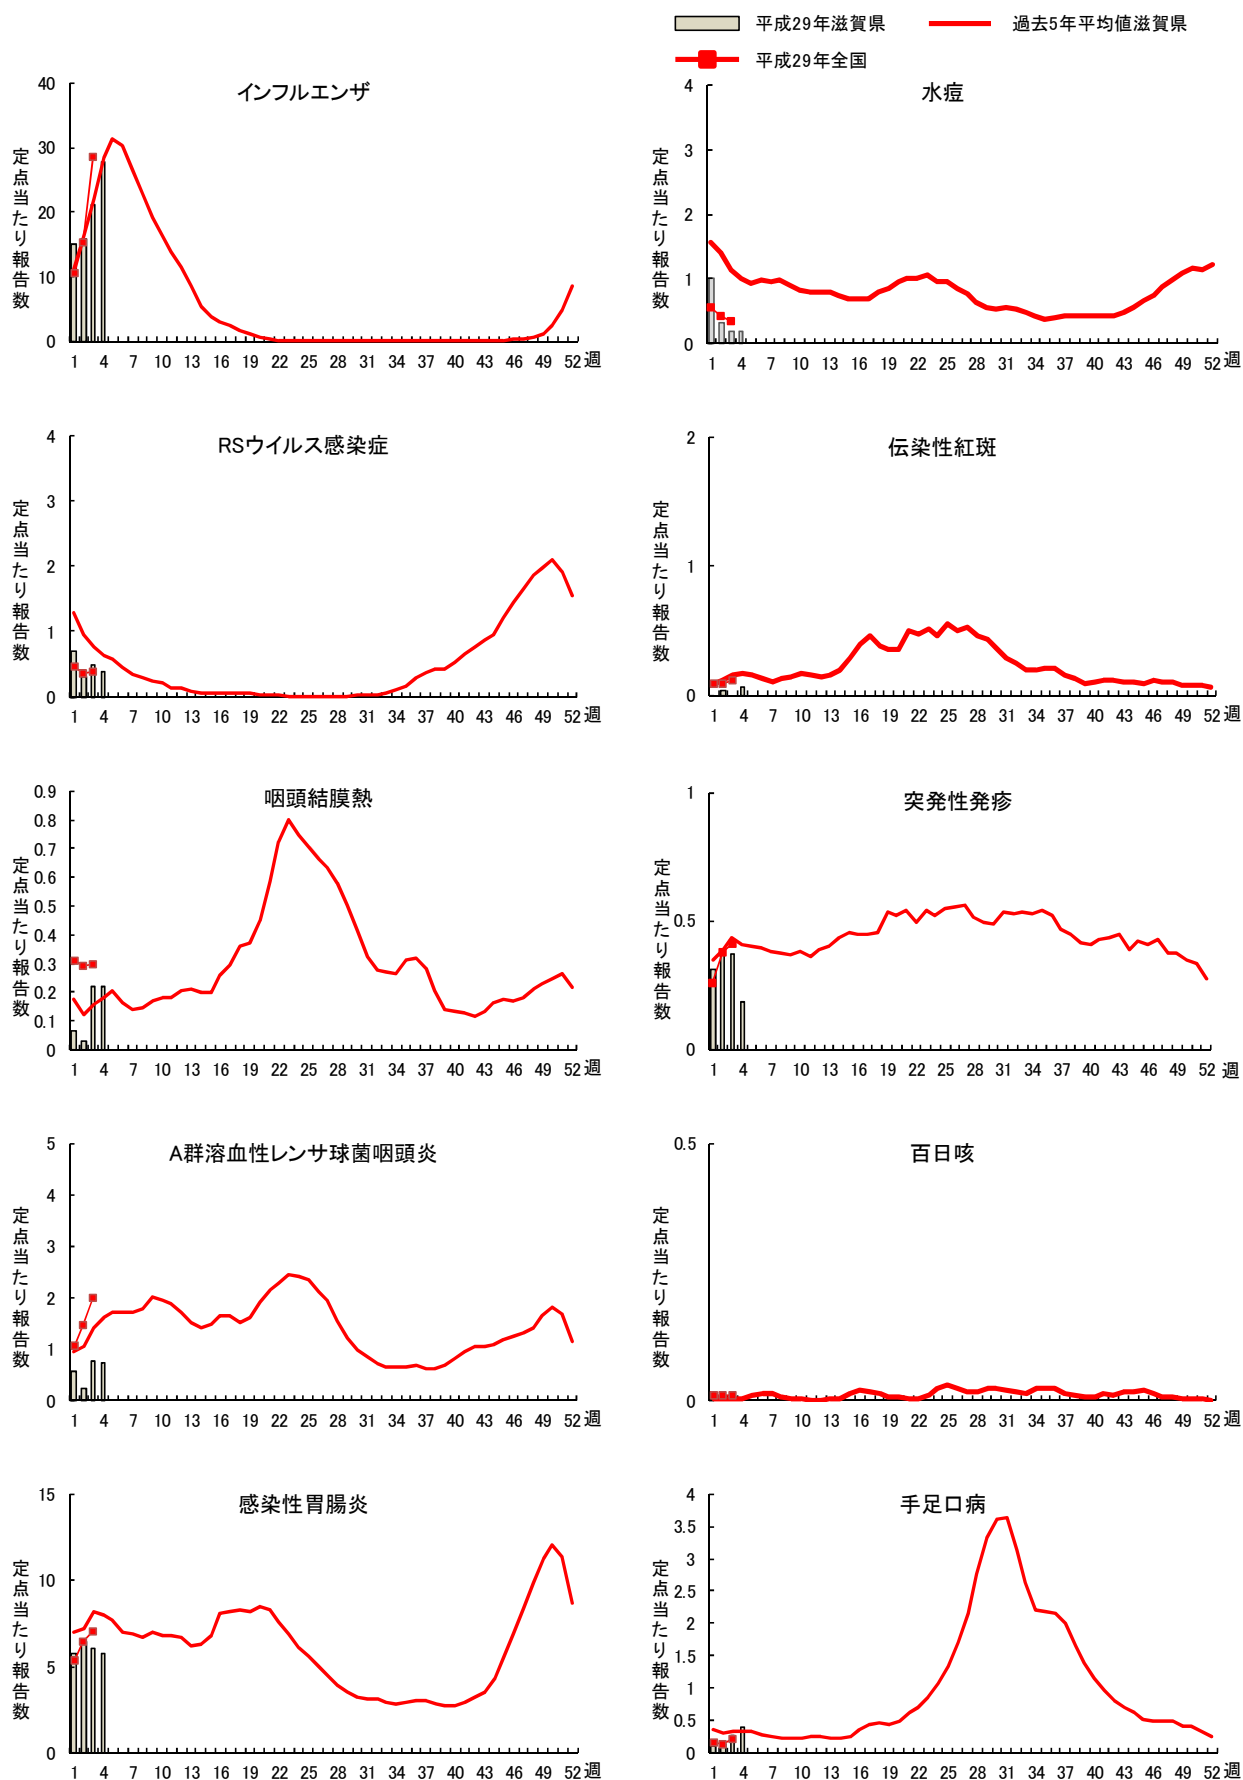 平成29年滋賀県
過去5年平均値滋賀県
平成29年全国
インフルエンザ
定点当たり報告数
40
30
20
10
0
1 4 7 10 13 16 19 22 25 28 31 34 37 40 43 46 49 52 週
水痘
定点当たり報告数
4
3
2
1
0
1 4 7 10 13 16 19 22 25 28 31 34 37 40 43 46 49 52 週
RSウイルス感染症
定点当たり報告数
4
3
2
1
0
1 4 7 10 13 16 19 22 25 28 31 34 37 40 43 46 49 52 週
伝染性紅斑
定点当たり報告数
2
1
0
1 4 7 10 13 16 19 22 25 28 31 34 37 40 43 46 49 52 週
咽頭結膜熱
定点当たり報告数
0.9
0.8
0.7
0.6
0.5
0.4
0.3
0.2
0.1
0
1 4 7 10 13 16 19 22 25 28 31 34 37 40 43 46 49 52 週
突発性発疹
定点当たり報告数
1
0.5
0
1 4 7 10 13 16 19 22 25 28 31 34 37 40 43 46 49 52 週
A群溶血性レンサ球菌咽頭炎
定点当たり報告数
5
4
3
2
1
0
1 4 7 10 13 16 19 22 25 28 31 34 37 40 43 46 49 52 週
百日咳
定点当たり報告数
0.5
0
1 4 7 10 13 16 19 22 25 28 31 34 37 40 43 46 49 52 週
感染性胃腸炎
定点当たり報告数
15
10
5
0
1 4 7 10 13 16 19 22 25 28 31 34 37 40 43 46 49 52 週
手足口病
定点当たり報告数
4
3.5
3
2.5
2
1.5
1
0.5
0
1 4 7 10 13 16 19 22 25 28 31 34 37 40 43 46 49 52 週